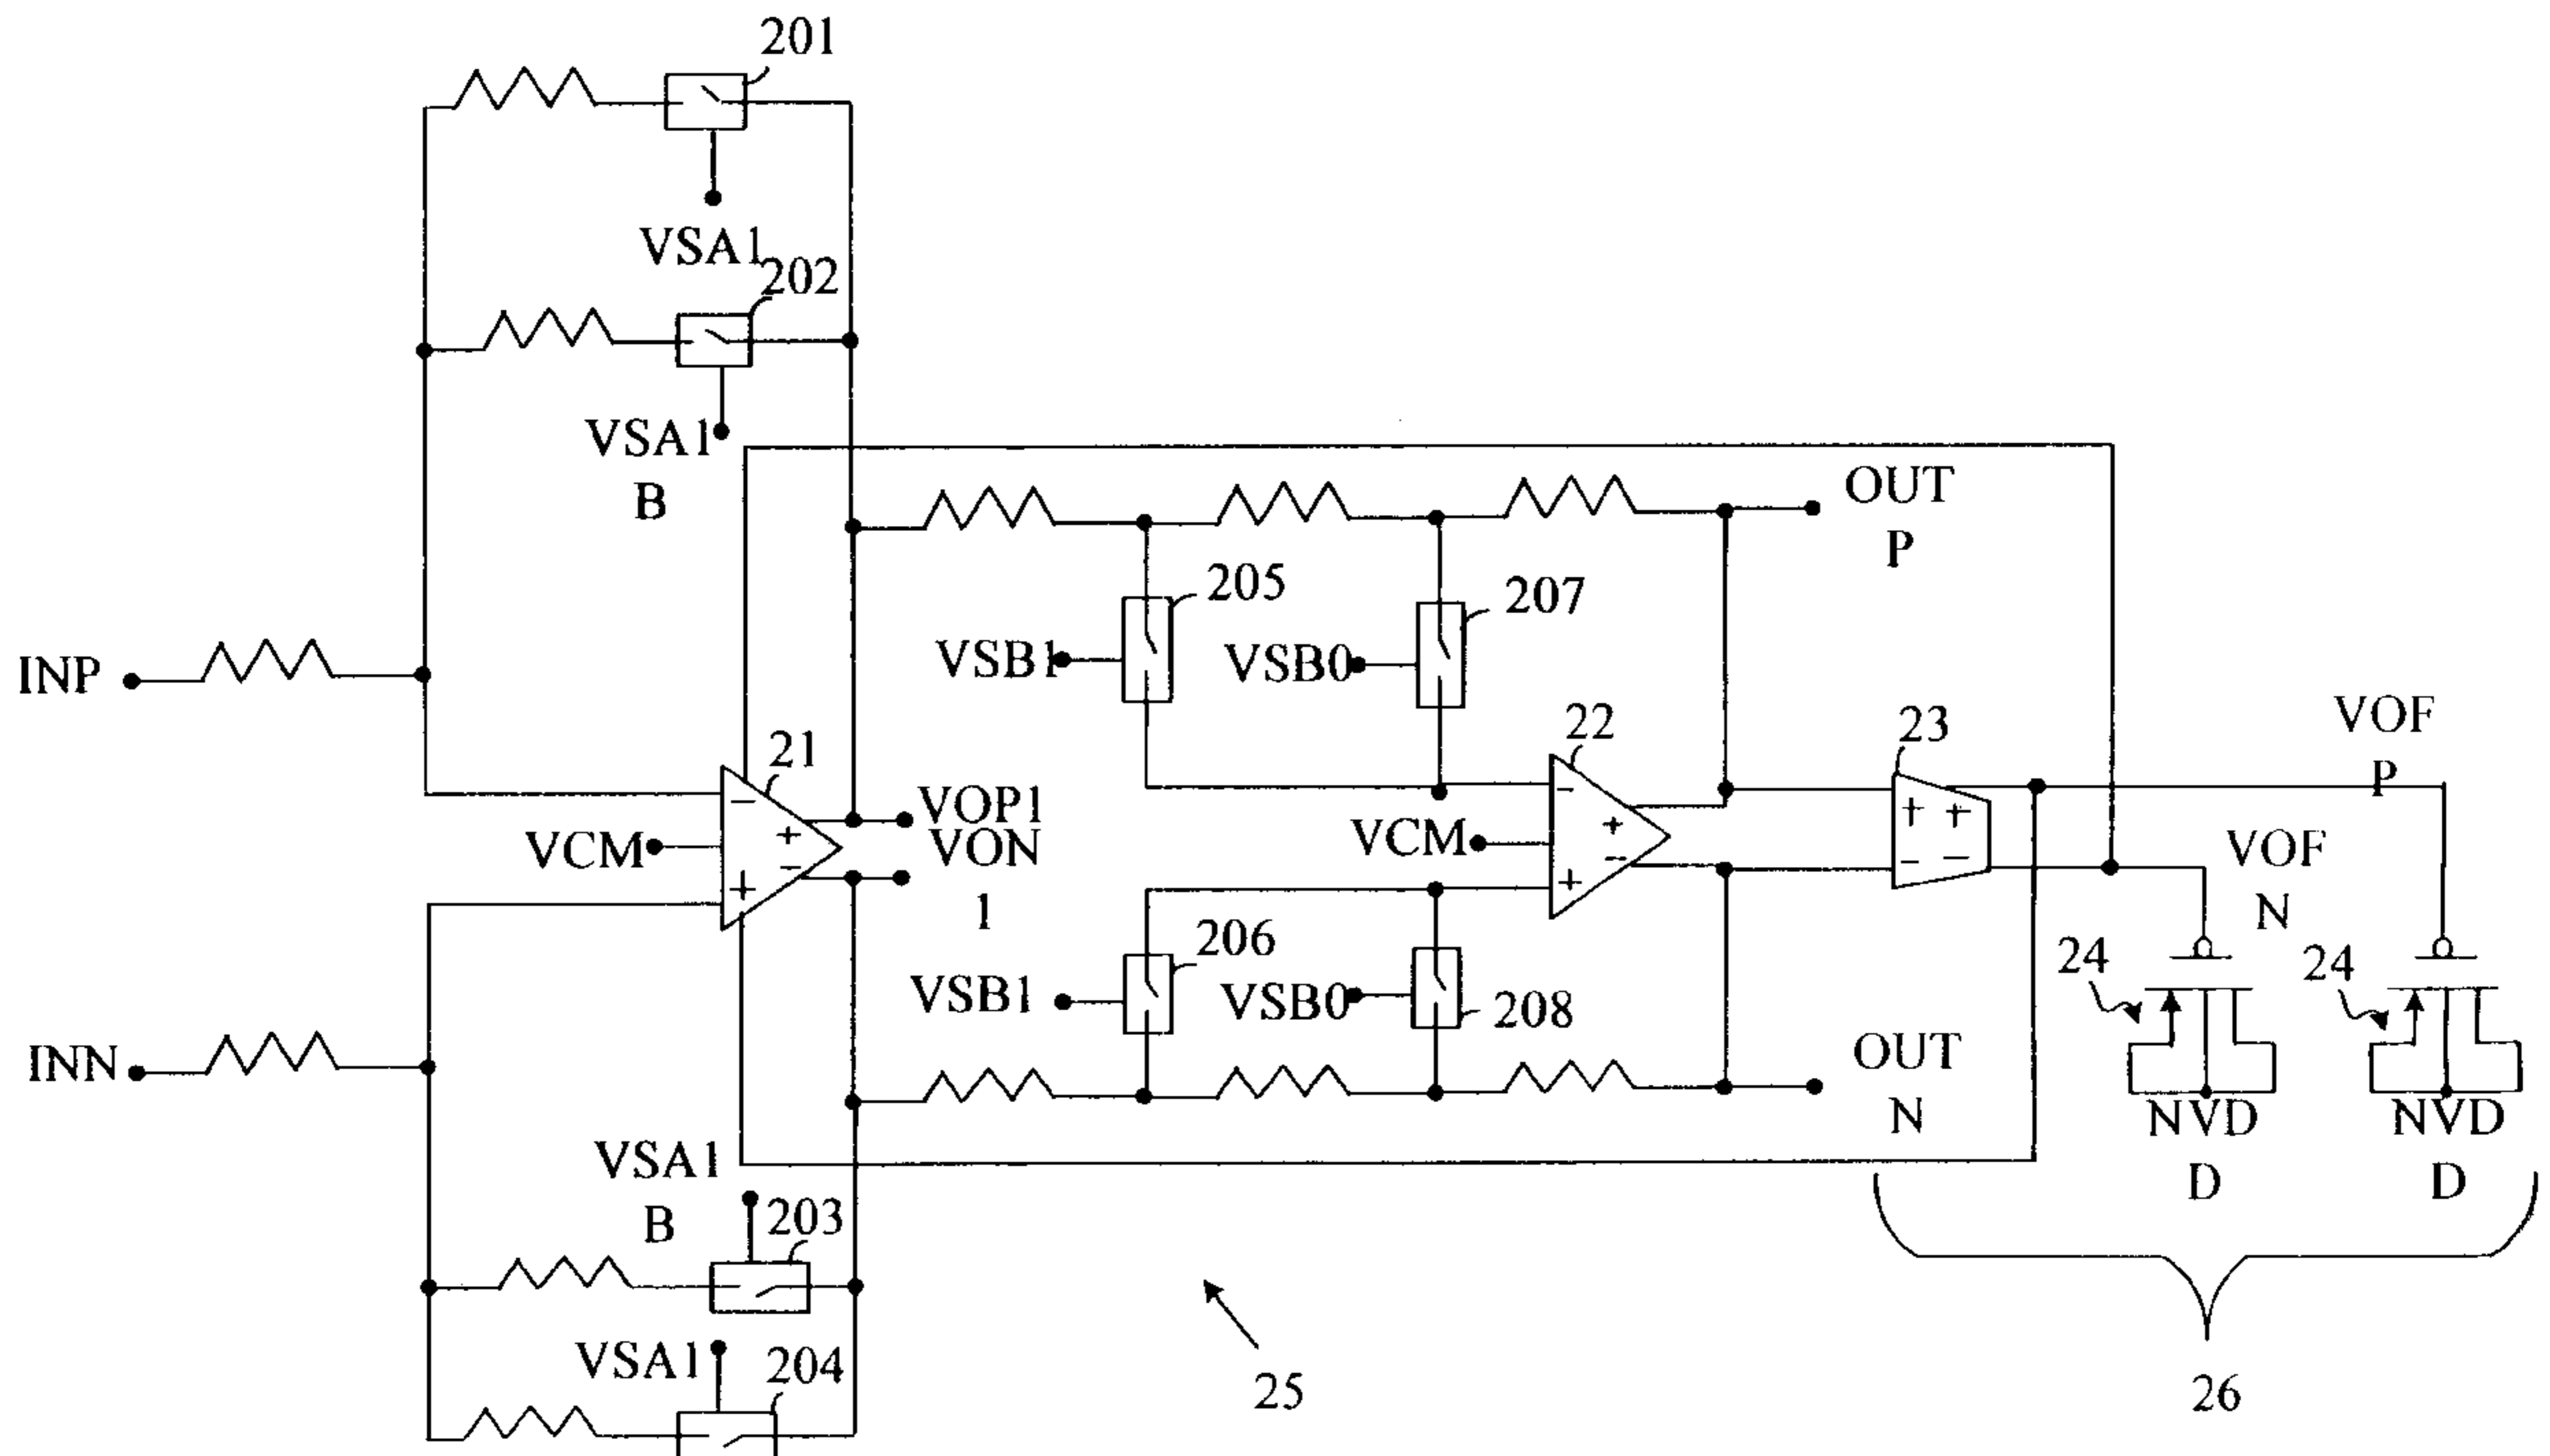 201
VSA1
202
VSA1
B
OUT
P
205
207
VSB1
VSB0
INP
VOF
P
22
23
21
VOP1
VON
1
VCM
VCM
VOF
N
- + - +
- + - +
+ + - -
206
24
24
VSB1
VSB0
208
INN
OUT
N
NVD
D
NVD
D
VSA1
B
203
VSA1
204
25
26